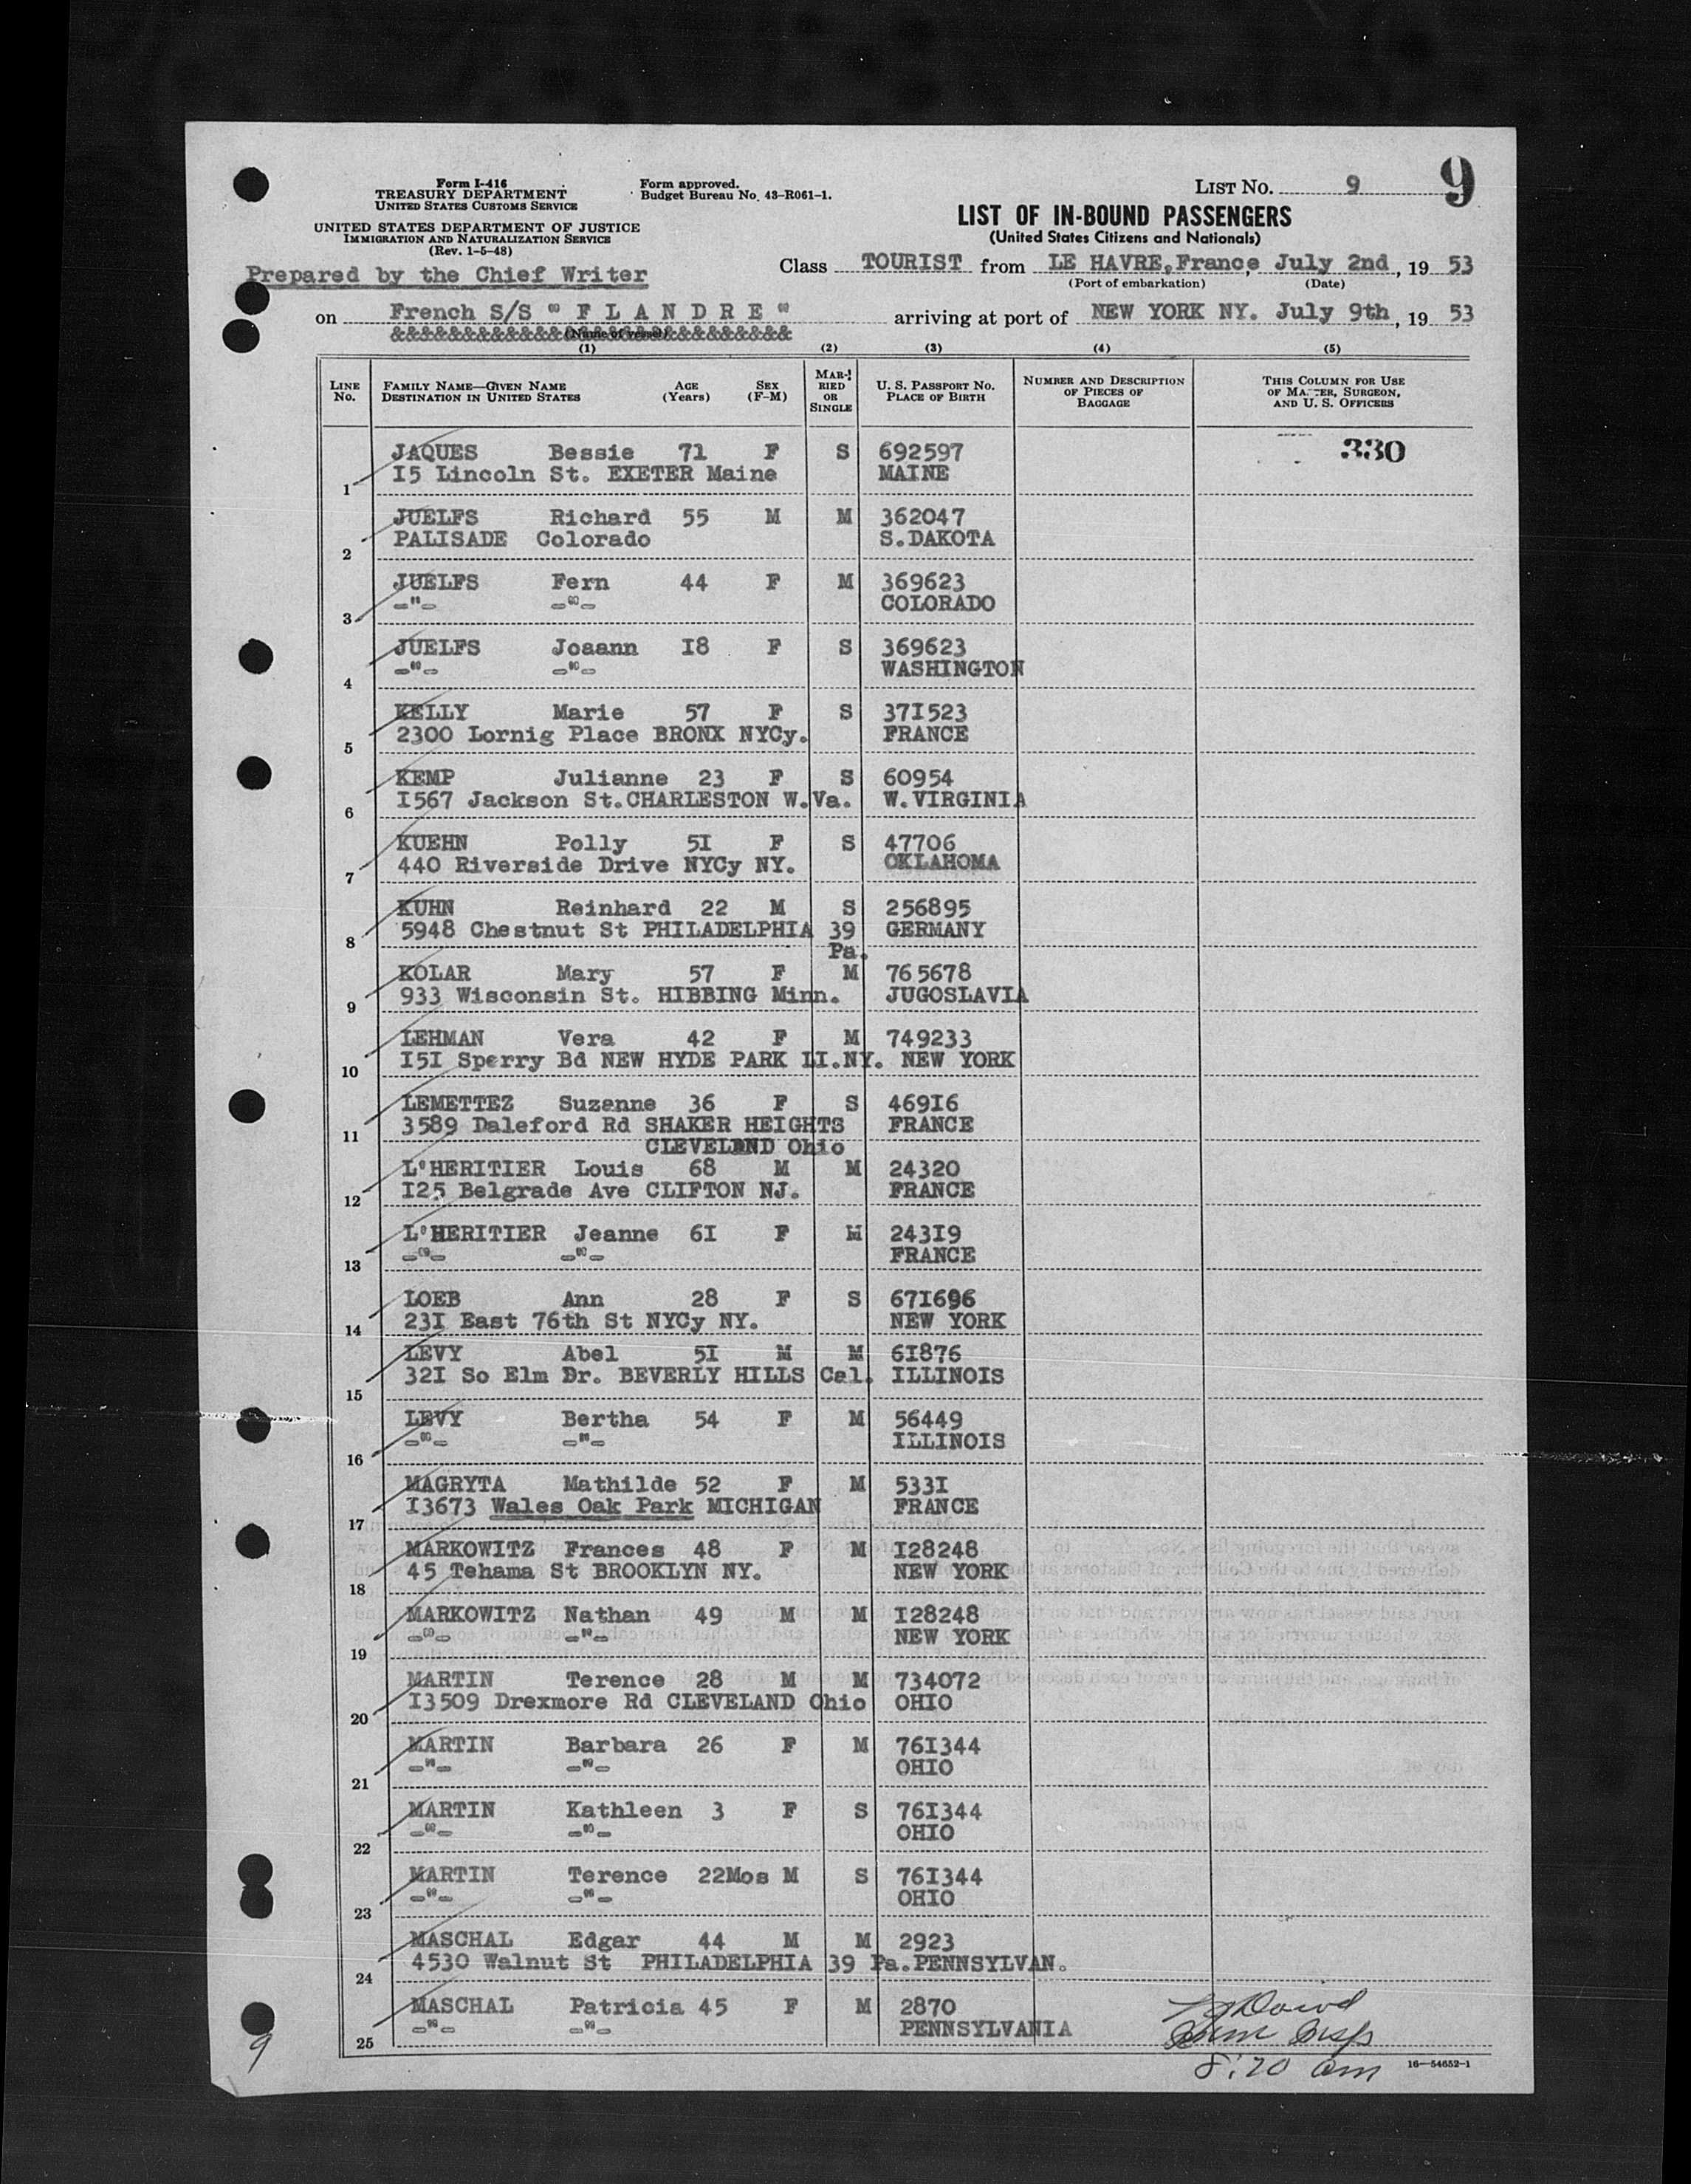 Form I-416
TREASURY DEPARTMENT
UNITED STATES CUSTOMS SERVICE
UNITED STATES DEPARTMENT OF JUSTICE
IMMIGRATION AND NATURALIZATION SERVICE
(Rev. 1-5-48)
Form approved.
Budget Bureau No. 43-R061-1.
LIST No. 9 9
LIST OF IN-BOUND PASSENGERS
(United States Citizens and Nationals)
Prepared by the Chief Writer
Class TOURIST from LE HAVRE, France, July 2nd, 19 53
(Port of embarkation) (Date)
on French S/S " F L A N D R E " arriving at port of NEW YORK NY. July 9th, 19 53
&&&&&&&&&&&&&&&&&&&&&&&&&&&&
(Name of vessel)
(1) (2) (3) (4) (5)
LINE No. FAMILY NAME—GIVEN NAME DESTINATION IN UNITED STATES AGE (Years) SEX (F-M) MARRIED OR SINGLE U. S. PASSPORT No. PLACE OF BIRTH NUMBER AND DESCRIPTION OF PIECES OF BAGGAGE THIS COLUMN FOR USE OF MASTER, SURGEON, AND U. S. OFFICERS
JAQUES Bessie 71 F S 692597 330
1 I5 Lincoln St. EXETER Maine MAINE
JUELFS Richard 55 M M 362047
2 PALISADE Colorado S.DAKOTA
JUELFS Fern 44 F M 369623
3 -"- -"- COLORADO
JUELFS Joaann I8 F S 369623
4 -"- -"- WASHINGTON
KELLY Marie 57 F S 37I523
5 2300 Lornig Place BRONX NYCy. FRANCE
KEMP Julianne 23 F S 60954
6 I567 Jackson St.CHARLESTON W.Va. W.VIRGINIA
KUEHN Polly 5I F S 47706
7 440 Riverside Drive NYCy NY. OKLAHOMA
KUHN Reinhard 22 M S 256895
8 5948 Chestnut St PHILADELPHIA 39 GERMANY
Pa.
KOLAR Mary 57 F M 765678
9 933 Wisconsin St. HIBBING Minn. JUGOSLAVIA
LEHMAN Vera 42 F M 749233
10 I5I Sperry Bd NEW HYDE PARK LI.NY. NEW YORK
LEMETTEZ Suzanne 36 F S 469I6
11 3589 Daleford Rd SHAKER HEIGHTS FRANCE
CLEVELAND Ohio
L'HERITIER Louis 68 M M 24320
12 I25 Belgrade Ave CLIFTON NJ. FRANCE
L'HERITIER Jeanne 6I F M 243I9
13 -"- -"- FRANCE
LOEB Ann 28 F S 67I696
14 23I East 76th St NYCy NY. NEW YORK
LEVY Abel 5I M M 6I876
15 32I So Elm Dr. BEVERLY HILLS Cal. ILLINOIS
LEVY Bertha 54 F M 56449
16 -"- -"- ILLINOIS
MAGRYTA Mathilde 52 F M 533I
17 I3673 Wales Oak Park MICHIGAN FRANCE
MARKOWITZ Frances 48 F M I28248
18 45 Tehama St BROOKLYN NY. NEW YORK
MARKOWITZ Nathan 49 M M I28248
19 -"- -"- NEW YORK
MARTIN Terence 28 M M 734072
20 I3509 Drexmore Rd CLEVELAND Ohio OHIO
MARTIN Barbara 26 F M 76I344
21 -"- -"- OHIO
MARTIN Kathleen 3 F S 76I344
22 -"- -"- OHIO
MARTIN Terence 22Mos M S 76I344
23 -"- -"- OHIO
MASCHAL Edgar 44 M M 2923
24 4530 Walnut St PHILADELPHIA 39 Pa.PENNSYLVAN.
MASCHAL Patricia 45 F M 2870
25 -"- -"- PENNSYLVANIA
Dowd
Imm Insp
8:20 am
16—54652-1
9